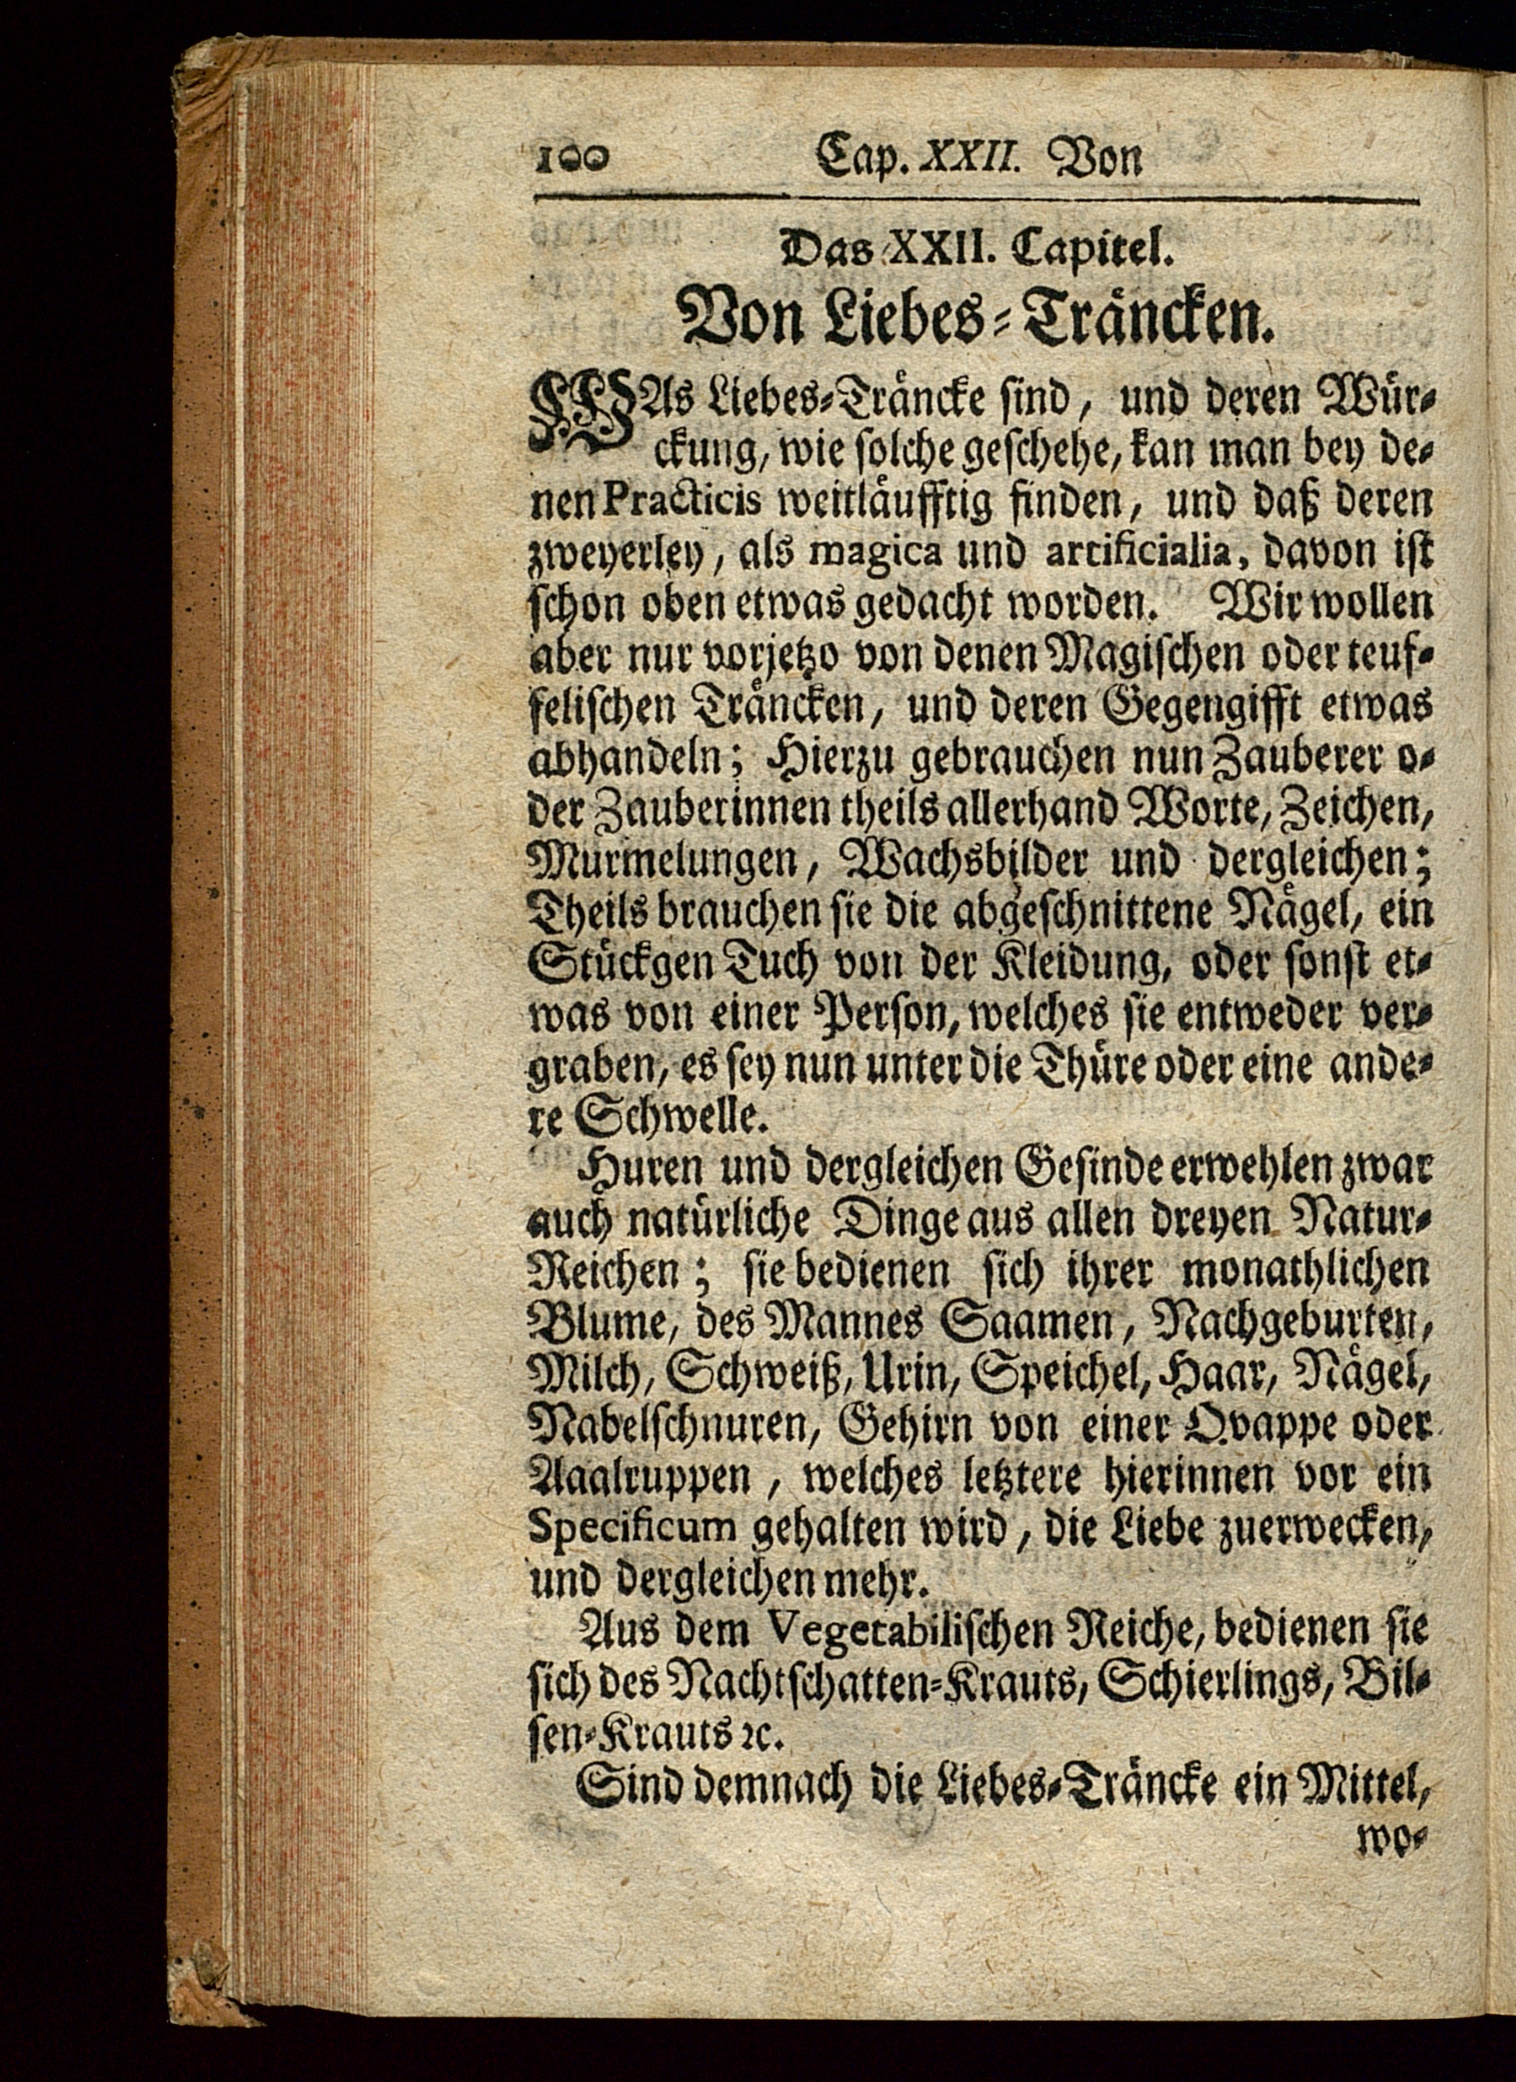 100 Cap. XXII. Von
Das XXII. Capitel.
Von Liebes-Träncken.
WAs Liebes-Träncke sind, und deren Wür-
ckung, wie solche geschehe, kan man bey de-
nen Practicis weitläufftig finden, und daß deren
zweyerley, als magica und artificialia, davon ist
schon oben etwas gedacht worden. Wir wollen
aber nur vorjetzo von denen Magischen oder teuf-
felischen Träncken, und deren Gegengifft etwas
abhandeln; Hierzu gebrauchen nun Zauberer o-
der Zauberinnen theils allerhand Worte, Zeichen,
Murmelungen, Wachsbilder und dergleichen;
Theils brauchen sie die abgeschnittene Nägel, ein
Stückgen Tuch von der Kleidung, oder sonst et-
was von einer Person, welches sie entweder ver-
graben, es sey nun unter die Thüre oder eine ande-
re Schwelle.
Huren und dergleichen Gesinde erwehlen zwar
auch natürliche Dinge aus allen dreyen Natur-
Reichen; sie bedienen sich ihrer monathlichen
Blume, des Mannes Saamen, Nachgeburten,
Milch, Schweiß, Urin, Speichel, Haar, Nägel,
Nabelschnuren, Gehirn von einer Qvappe oder
Aaalruppen, welches letztere hierinnen vor ein
Specificum gehalten wird, die Liebe zuerwecken,
und dergleichen mehr.
Aus dem Vegetabilischen Reiche, bedienen sie
sich des Nachtschatten-Krauts, Schierlings, Bil-
sen-Krauts ꝛc.
Sind demnach die Liebes-Träncke ein Mittel,
wo-